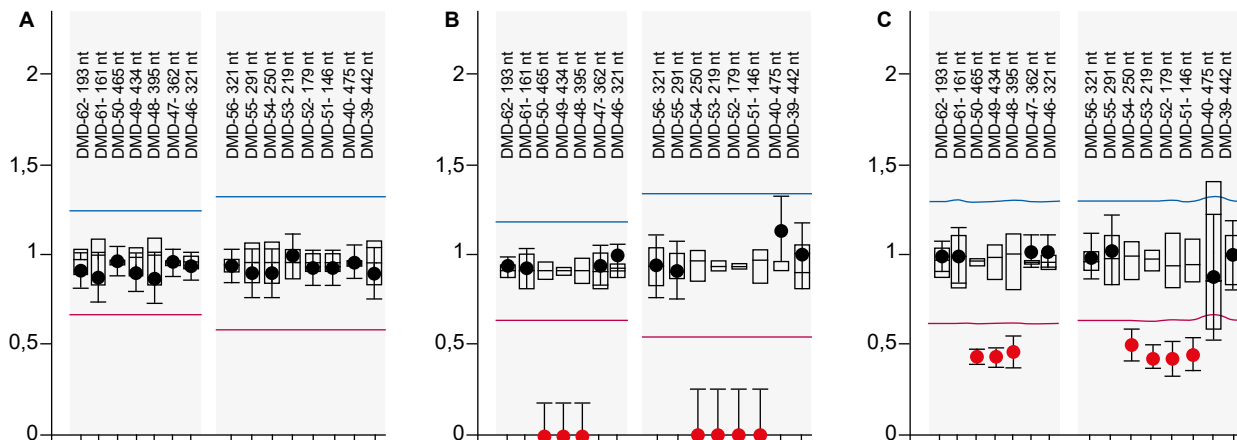 A
2
1,5
1
0,5
0
DMD-62- 193 nt
DMD-61- 161 nt
DMD-50- 465 nt
DMD-49- 434 nt
DMD-48- 395 nt
DMD-47- 362 nt
DMD-46- 321 nt
DMD-56- 321 nt
DMD-55- 291 nt
DMD-54- 250 nt
DMD-53- 219 nt
DMD-52- 179 nt
DMD-51- 146 nt
DMD-40- 475 nt
DMD-39- 442 nt
B
2
1,5
1
0,5
0
DMD-62- 193 nt
DMD-61- 161 nt
DMD-50- 465 nt
DMD-49- 434 nt
DMD-48- 395 nt
DMD-47- 362 nt
DMD-46- 321 nt
DMD-56- 321 nt
DMD-55- 291 nt
DMD-54- 250 nt
DMD-53- 219 nt
DMD-52- 179 nt
DMD-51- 146 nt
DMD-40- 475 nt
DMD-39- 442 nt
C
2
1,5
1
0,5
0
DMD-62- 193 nt
DMD-61- 161 nt
DMD-50- 465 nt
DMD-49- 434 nt
DMD-48- 395 nt
DMD-47- 362 nt
DMD-46- 321 nt
DMD-56- 321 nt
DMD-55- 291 nt
DMD-54- 250 nt
DMD-53- 219 nt
DMD-52- 179 nt
DMD-51- 146 nt
DMD-40- 475 nt
DMD-39- 442 nt